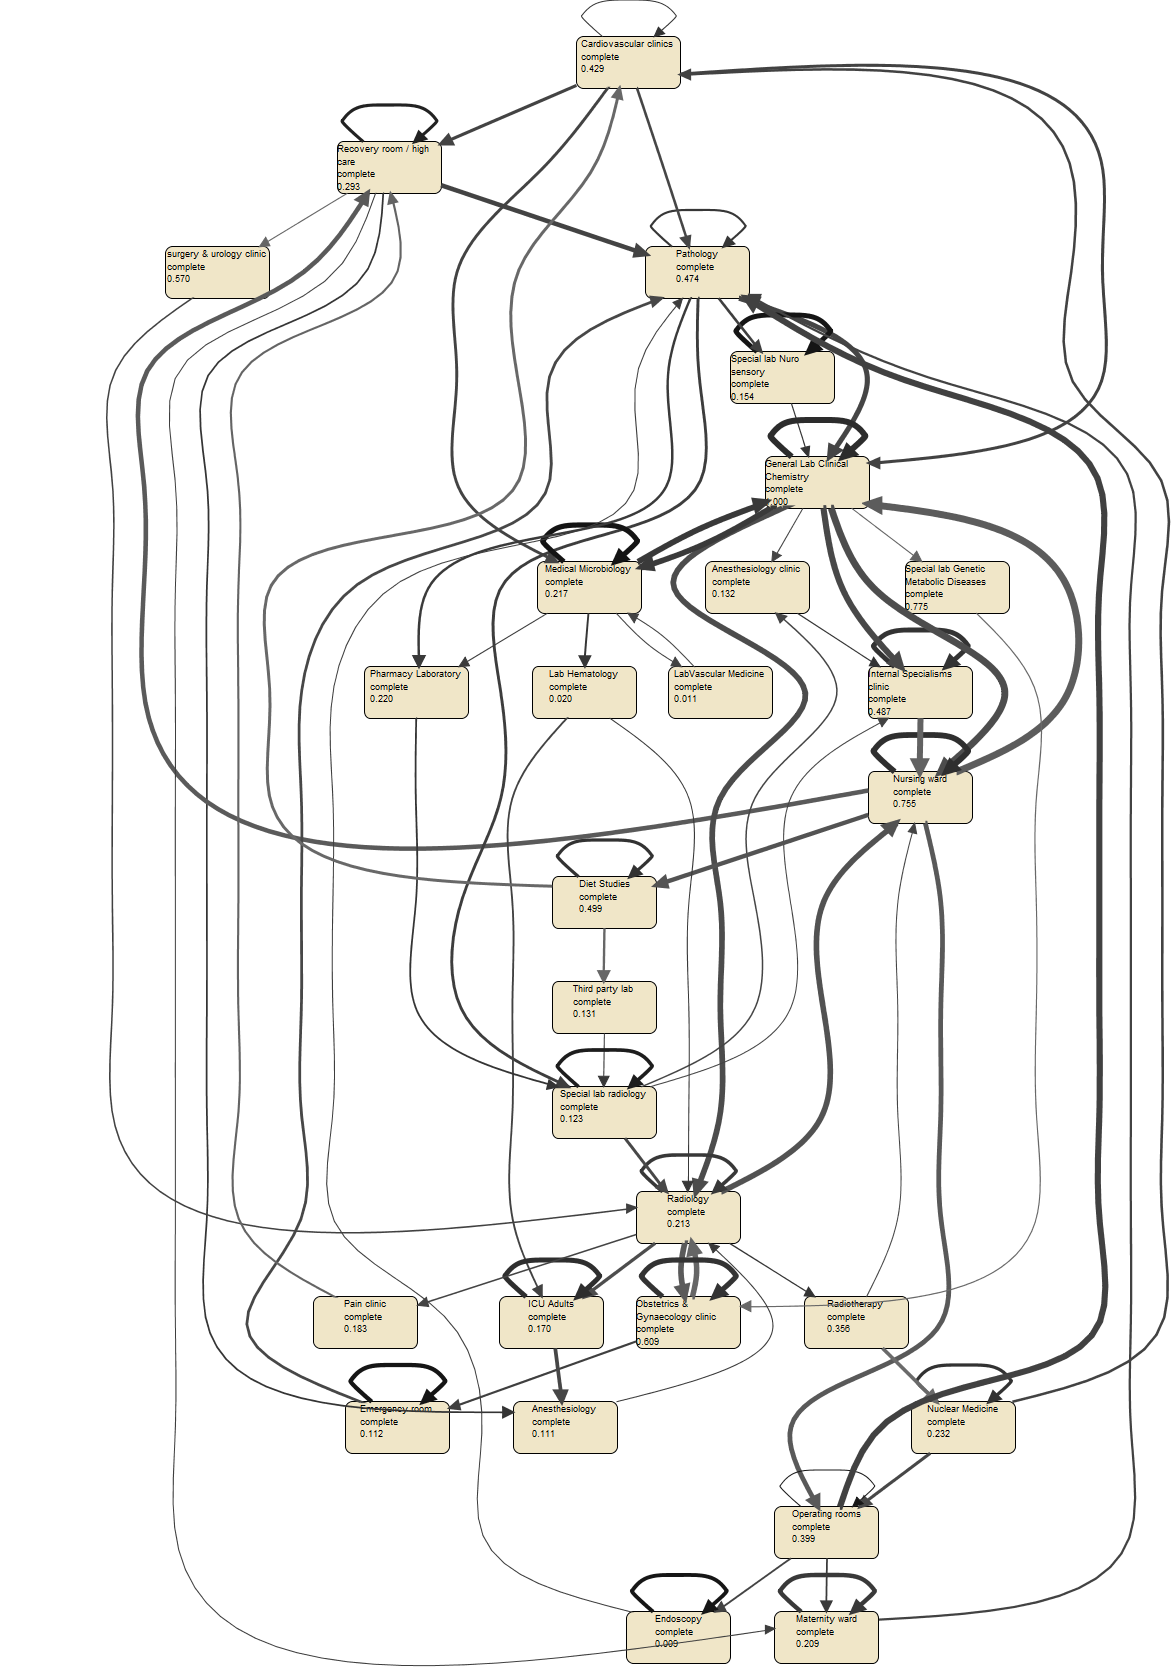 Cardiovascular clinics
complete
0.429
Recovery room / high
care
complete
0.293
surgery & urology clinic
complete
0.570
Pathology
complete
0.474
Special lab Nuro
sensory
complete
0.154
General Lab Clinical
Chemistry
complete
.000
Medical Microbiology
complete
0.217
Anesthesiology clinic
complete
0.132
Special lab Genetic
Metabolic Diseases
complete
0.775
Pharmacy Laboratory
complete
0.220
Lab Hematology
complete
0.020
LabVascular Medicine
complete
0.011
Internal Specialisms
clinic
complete
0.487
Nursing ward
complete
0.755
Diet Studies
complete
0.499
Third party lab
complete
0.131
Special lab radiology
complete
0.123
Radiology
complete
0.213
Pain clinic
complete
0.183
ICU Adults
complete
0.170
Obstetrics &
Gynaecology clinic
complete
0.609
Radiotherapy
complete
0.356
Emergency room
complete
0.112
Anesthesiology
complete
0.111
Nuclear Medicine
complete
0.232
Operating rooms
complete
0.399
Endoscopy
complete
0.009
Maternity ward
complete
0.209